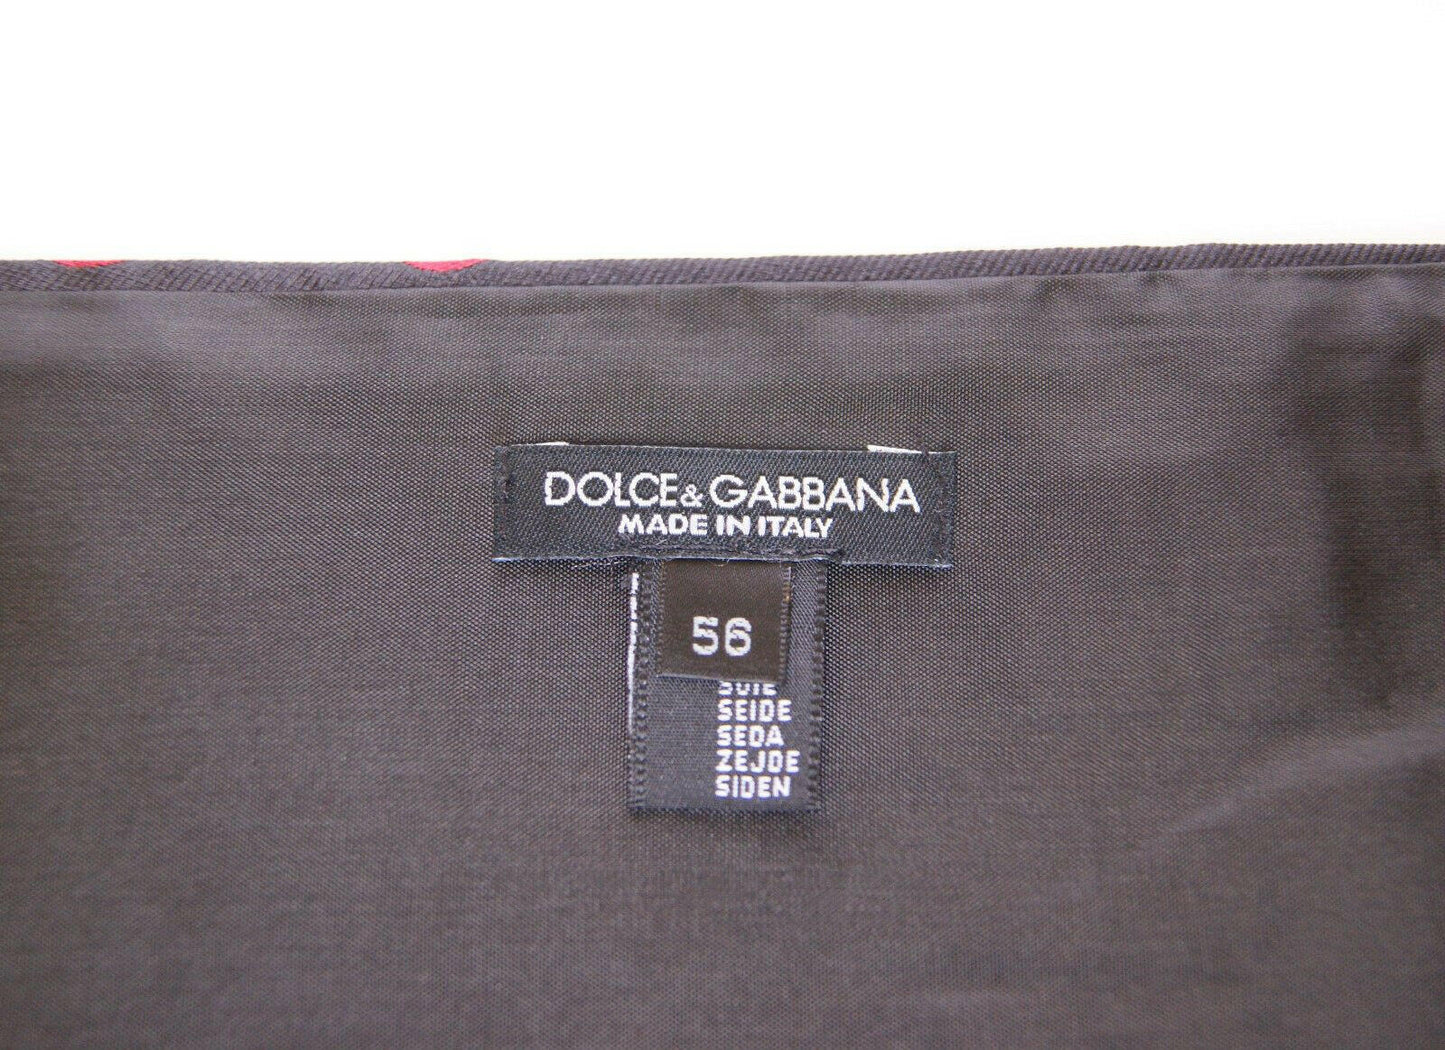 DOLCE & GABBANA
MADE IN ITALY
56
SEIDE
SEDA
ZEJDE
SIDEN